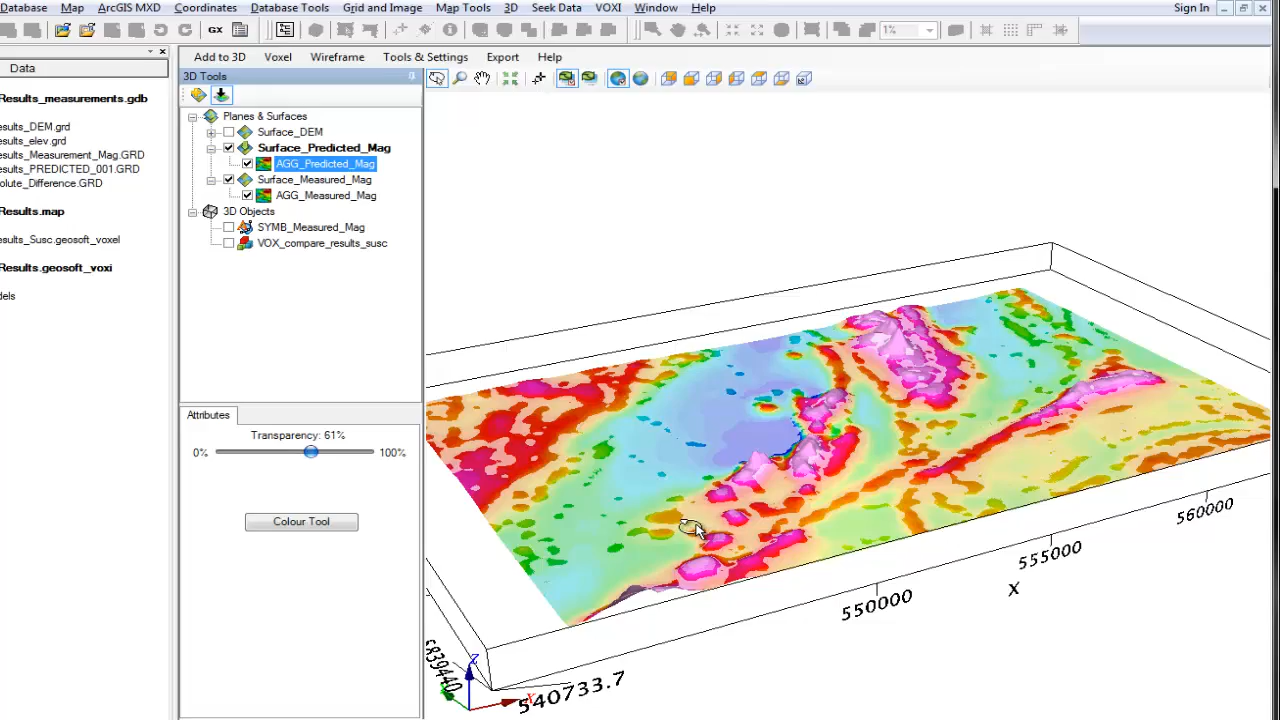 Database Map ArcGIS MXD Coordinates Database Tools Grid and Image Map Tools 3D Seek Data VOXI Window Help Sign In
GX 1%
Data
Add to 3D Voxel Wireframe Tools & Settings Export Help
3D Tools
Results_measurements.gdb
esults_DEM.grd
esults_elev.grd
esults_Measurement_Mag.GRD
esults_PREDICTED_001.GRD
olute_Difference.GRD
Results.map
esults_Susc.geosoft_voxel
Results.geosoft_voxi
dels
Planes & Surfaces
Surface_DEM
Surface_Predicted_Mag
AGG_Predicted_Mag
Surface_Measured_Mag
AGG_Measured_Mag
3D Objects
SYMB_Measured_Mag
VOX_compare_results_susc
Attributes
Transparency: 61%
0% 100%
Colour Tool
560000
555000
X
550000
5839440
Z
X
540733.7